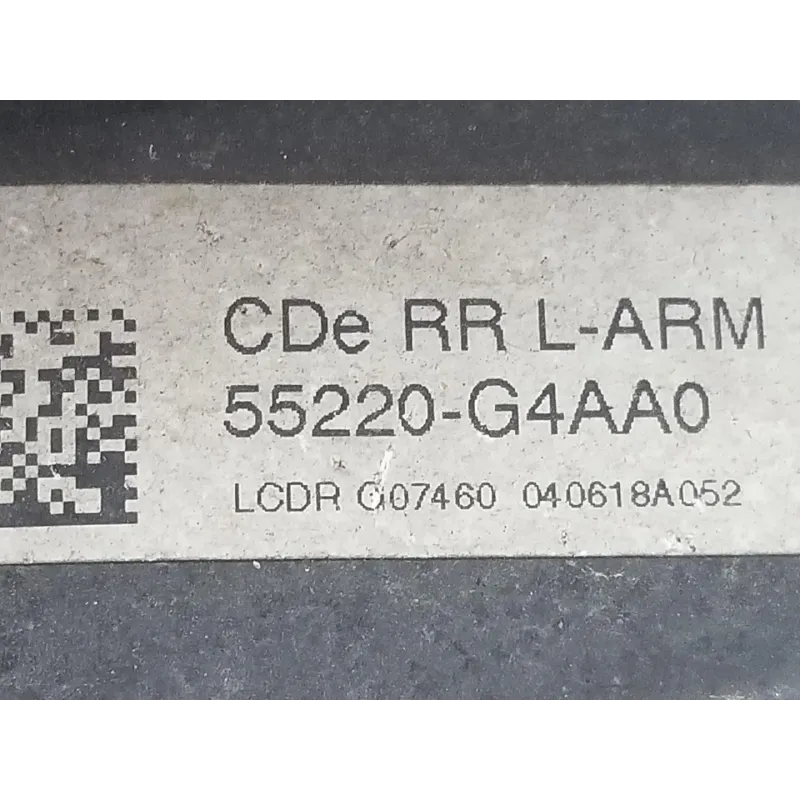 CDe RR L-ARM
55220-G4AA0
LCDR G07460 040618A052